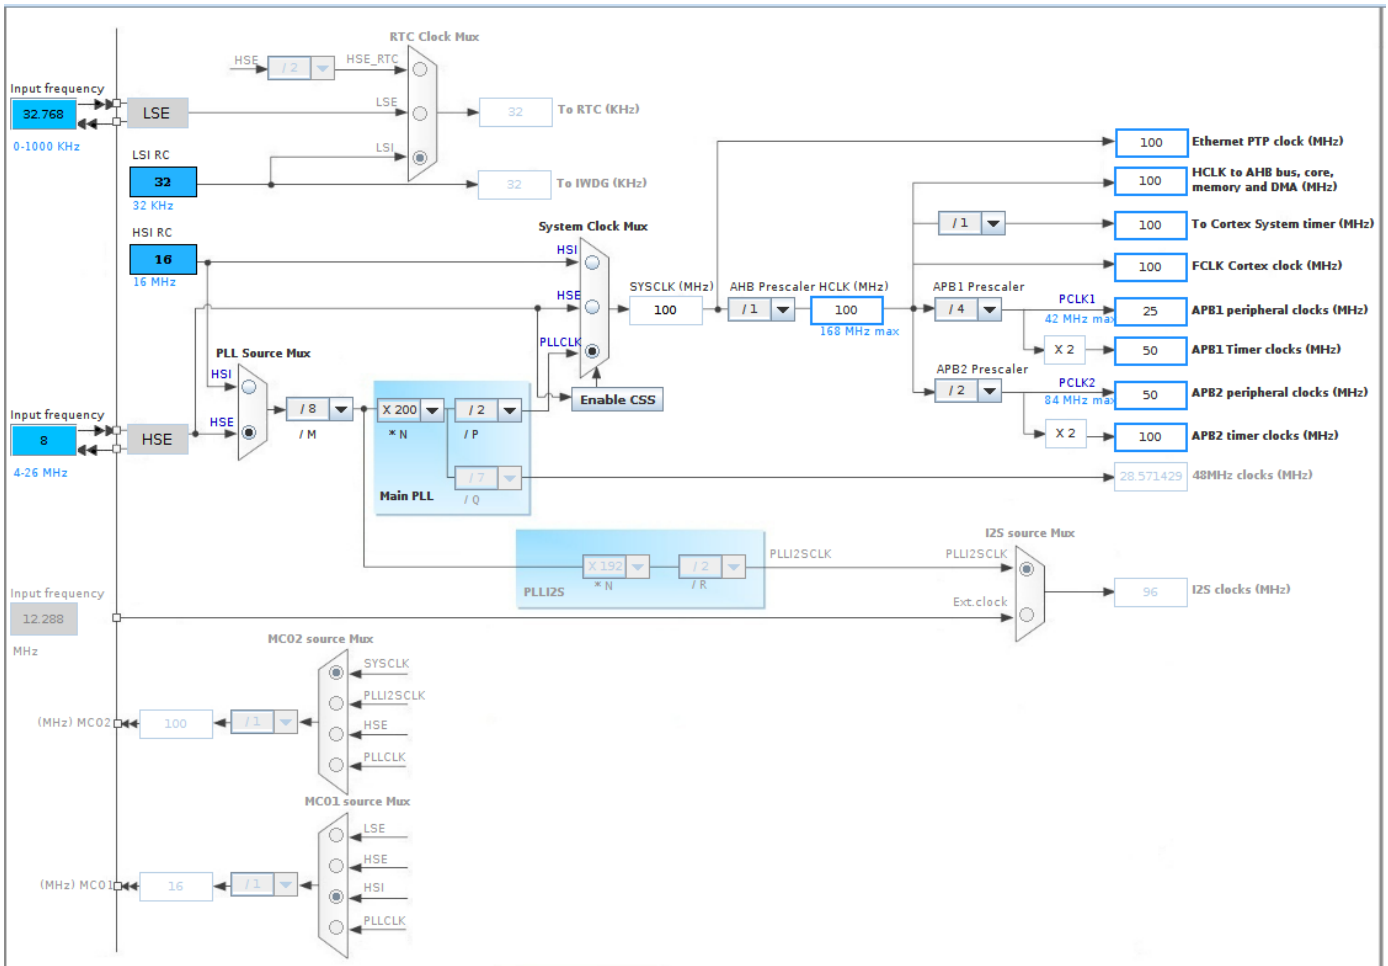 RTC Clock Mux
HSE
/ 2
HSE_RTC
Input frequency
32.768
0-1000 KHz
LSE
LSE
32
To RTC (KHz)
LSI RC
32
32 KHz
LSI
32
To IWDG (KHz)
HSI RC
16
16 MHz
System Clock Mux
HSI
HSE
PLLCLK
Enable CSS
SYSCLK (MHz)
100
AHB Prescaler
/ 1
HCLK (MHz)
100
168 MHz max
100
Ethernet PTP clock (MHz)
100
HCLK to AHB bus, core,
memory and DMA (MHz)
/ 1
100
To Cortex System timer (MHz)
100
FCLK Cortex clock (MHz)
APB1 Prescaler
/ 4
PCLK1
42 MHz max
25
APB1 peripheral clocks (MHz)
X 2
50
APB1 Timer clocks (MHz)
APB2 Prescaler
/ 2
PCLK2
84 MHz max
50
APB2 peripheral clocks (MHz)
X 2
100
APB2 timer clocks (MHz)
28.571429
48MHz clocks (MHz)
PLL Source Mux
HSI
HSE
Input frequency
8
4-26 MHz
HSE
/ 8
/ M
X 200
* N
/ 2
/ P
/ 7
/ Q
Main PLL
X 192
* N
/ 2
/ R
PLLI2S
PLLI2SCLK
I2S source Mux
PLLI2SCLK
Ext.clock
96
I2S clocks (MHz)
Input frequency
12.288
MHz
MCO2 source Mux
SYSCLK
PLLI2SCLK
HSE
PLLCLK
(MHz) MCO2
100
/ 1
MCO1 source Mux
LSE
HSE
HSI
PLLCLK
(MHz) MCO1
16
/ 1